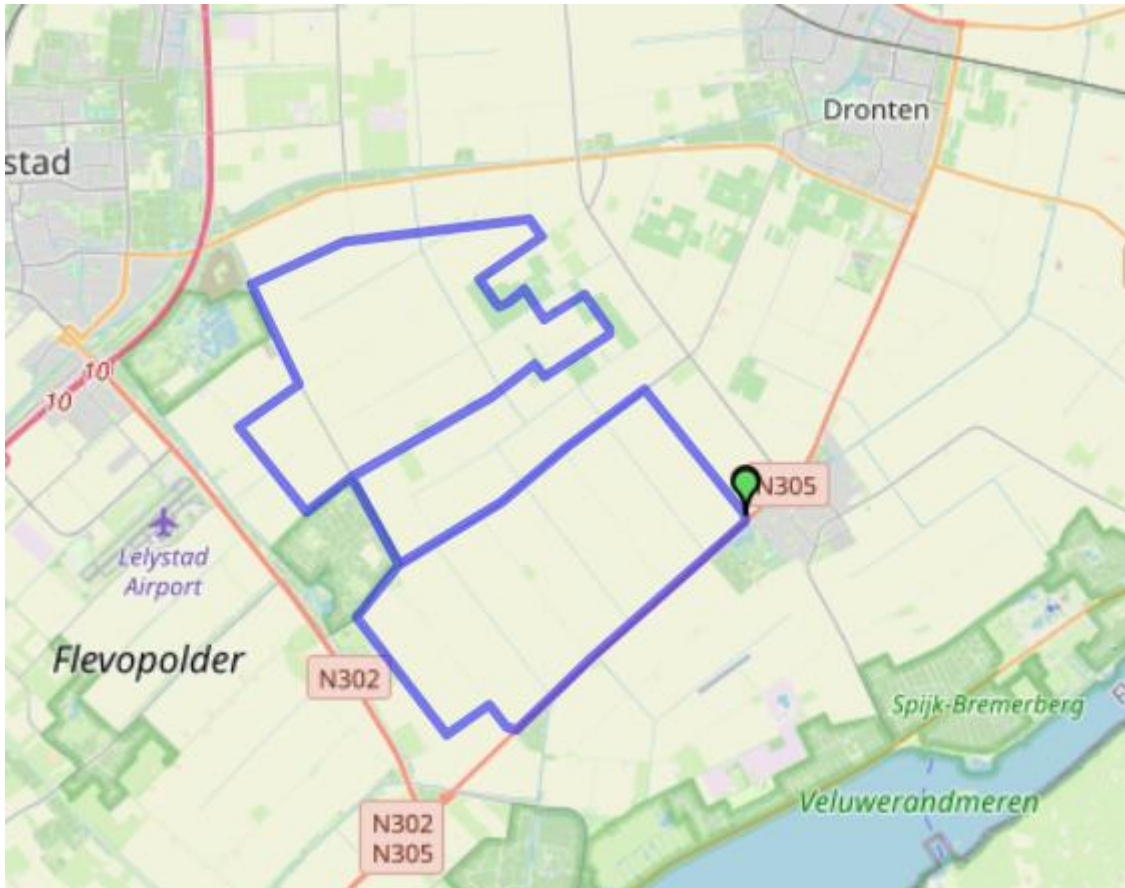 Dronten
stad
N305
10
10
Lelystad
Airport
Flevopolder
N302
Spijk-Bremerberg
Veluwerandmeren
N302
N305